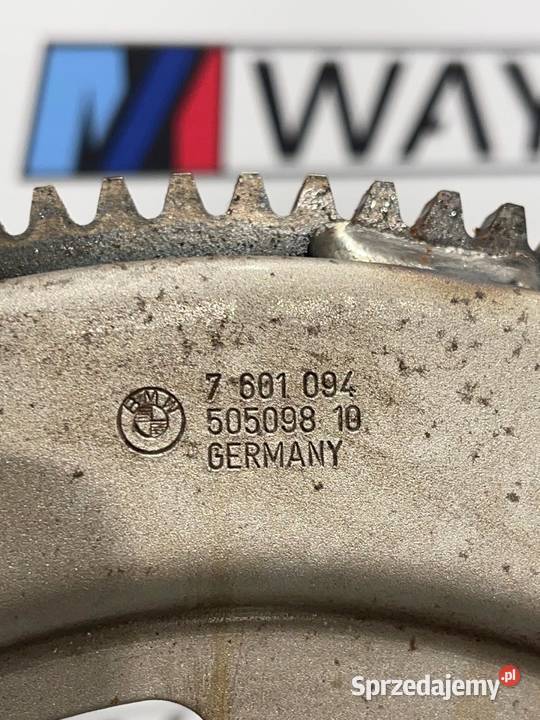 WAY
BMW
7 601 094
505098 10
GERMANY
Sprzedajemy.pl